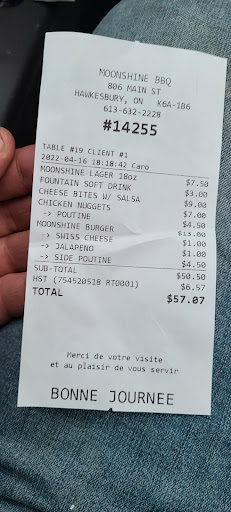 MOONSHINE BBQ
806 MAIN ST
HAWKESBURY, ON K6A-1B6
613-632-2228
#14255
TABLE #19 CLIENT #1
2022-04-16 18:18:42 Caro
MOONSHINE LAGER 18oz $7.50
FOUNTAIN SOFT DRINK $3.00
CHEESE BITES W/ SALSA $9.00
CHICKEN NUGGETS $7.00
-> POUTINE $4.50
MOONSHINE BURGER $13.00
-> SWISS CHEESE $1.00
-> JALAPENO $1.00
-> SIDE POUTINE $4.50
SUB-TOTAL $50.50
HST (754520518 RT0001) $6.57
TOTAL $57.07
Merci de votre visite
et au plaisir de vous servir
BONNE JOURNEE